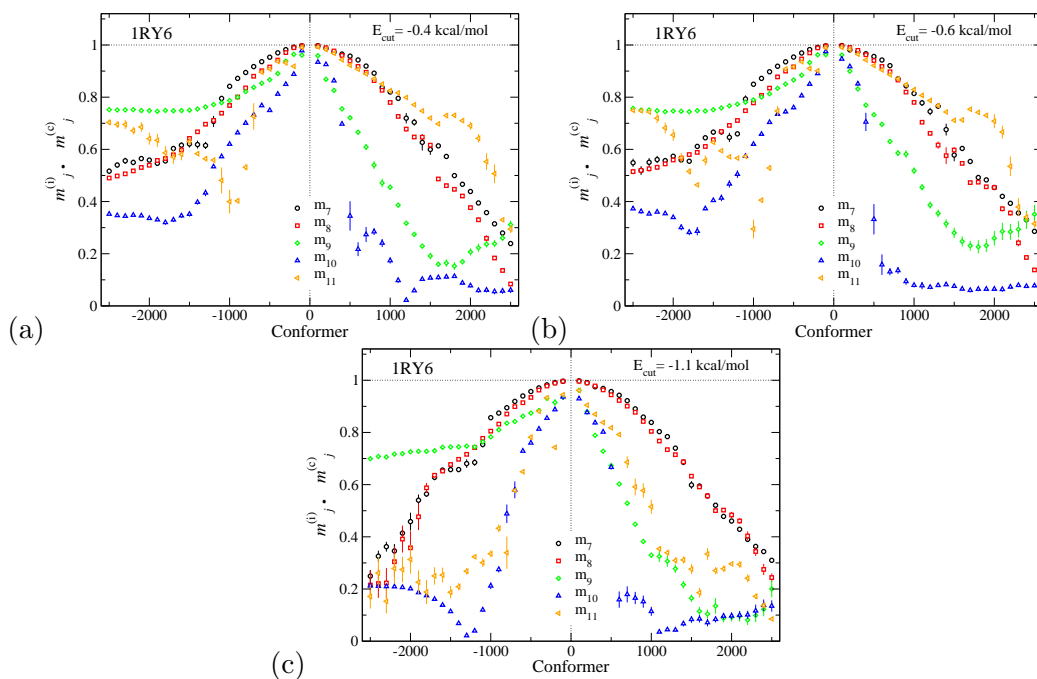 1RY6
E_cut= -0.4 kcal/mol
m_j^(i) • m_j^(c)
1
0.8
0.6
0.4
0.2
0
m_7
m_8
m_9
m_10
m_11
-2000 -1000 0 1000 2000
Conformer
(a)
1RY6
E_cut= -0.6 kcal/mol
m_j^(i) • m_j^(c)
1
0.8
0.6
0.4
0.2
0
m_7
m_8
m_9
m_10
m_11
-2000 -1000 0 1000 2000
Conformer
(b)
1RY6
E_cut= -1.1 kcal/mol
m_j^(i) • m_j^(c)
1
0.8
0.6
0.4
0.2
0
m_7
m_8
m_9
m_10
m_11
-2000 -1000 0 1000 2000
Conformer
(c)